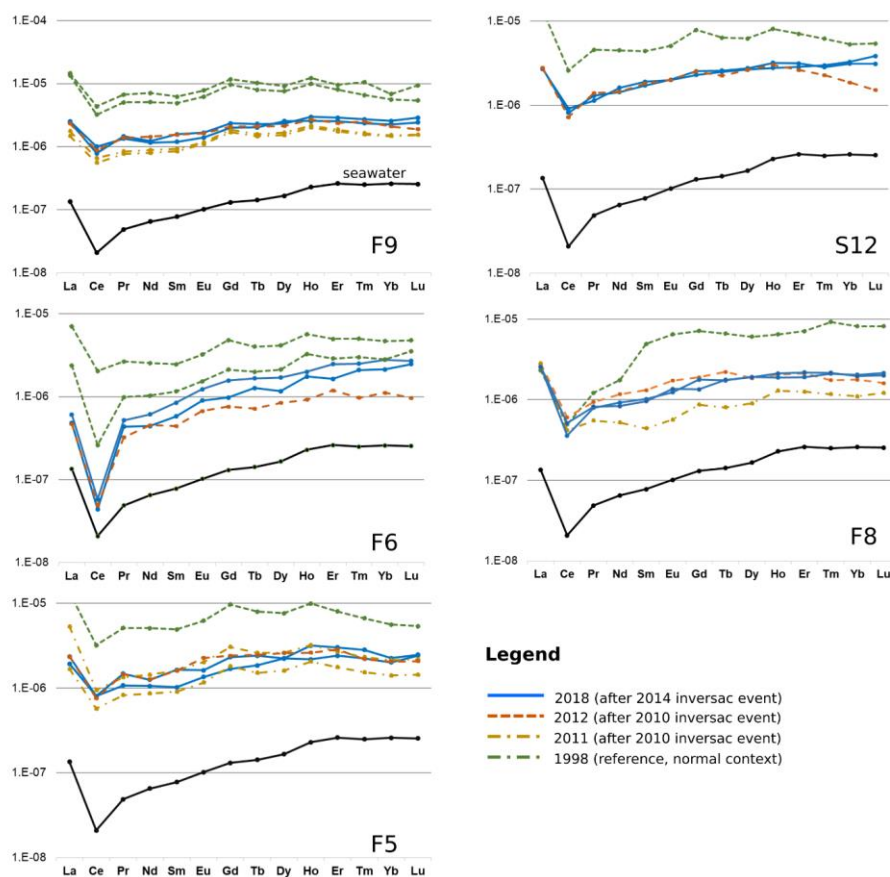 1.E-04
1.E-05
1.E-06
1.E-07
1.E-08
seawater
F9
La Ce Pr Nd Sm Eu Gd Tb Dy Ho Er Tm Yb Lu
1.E-05
1.E-06
1.E-07
1.E-08
S12
La Ce Pr Nd Sm Eu Gd Tb Dy Ho Er Tm Yb Lu
1.E-05
1.E-06
1.E-07
1.E-08
F6
La Ce Pr Nd Sm Eu Gd Tb Dy Ho Er Tm Yb Lu
1.E-05
1.E-06
1.E-07
1.E-08
F8
La Ce Pr Nd Sm Eu Gd Tb Dy Ho Er Tm Yb Lu
1.E-05
1.E-06
1.E-07
1.E-08
F5
La Ce Pr Nd Sm Eu Gd Tb Dy Ho Er Tm Yb Lu
Legend
2018 (after 2014 inversac event)
2012 (after 2010 inversac event)
2011 (after 2010 inversac event)
1998 (reference, normal context)